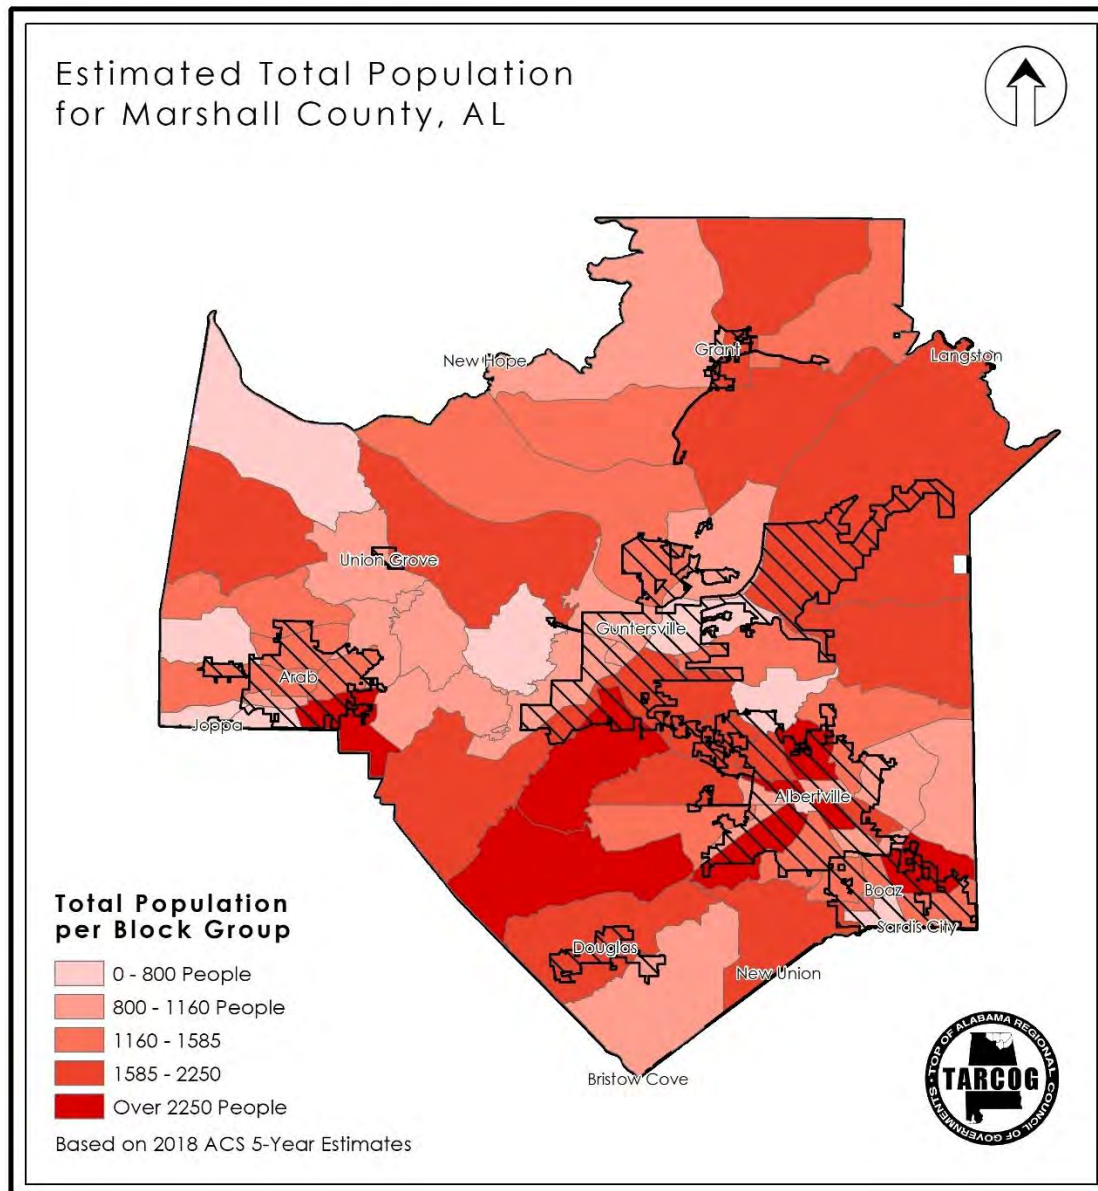 Estimated Total Population
for Marshall County, AL
New Hope
Grant
Langston
Union Grove
Guntersville
Arab
Joppa
Albertville
Boaz
Sardis City
Douglas
New Union
Bristow Cove
Total Population
per Block Group
0 - 800 People
800 - 1160 People
1160 - 1585
1585 - 2250
Over 2250 People
Based on 2018 ACS 5-Year Estimates
TOP OF ALABAMA REGIONAL
COUNCIL OF GOVERNMENTS
TARCOG